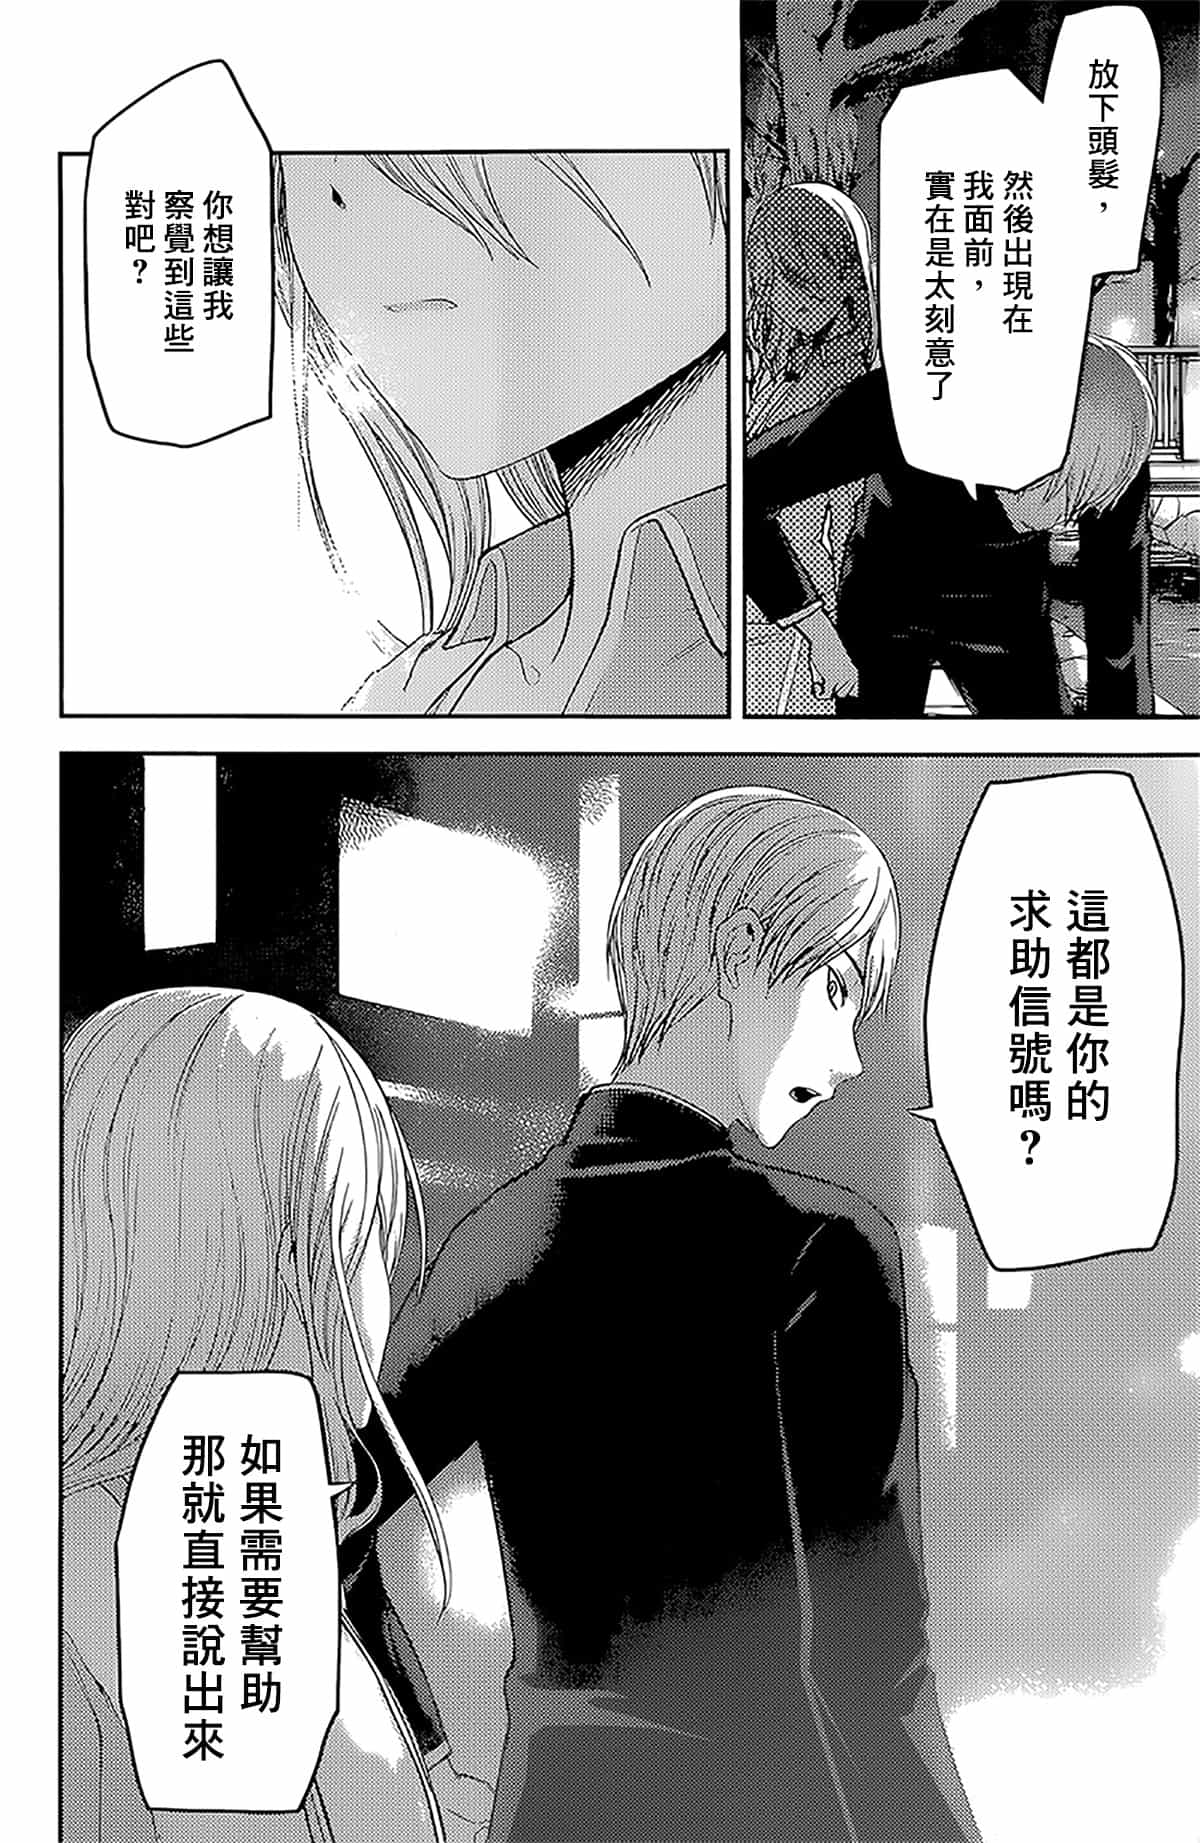 放下頭髮，
然後出現在
我面前，
實在是太刻意了
你想讓我
察覺到這些
對吧？
這都是你的
求助信號嗎？
如果需要幫助
那就直接說出來